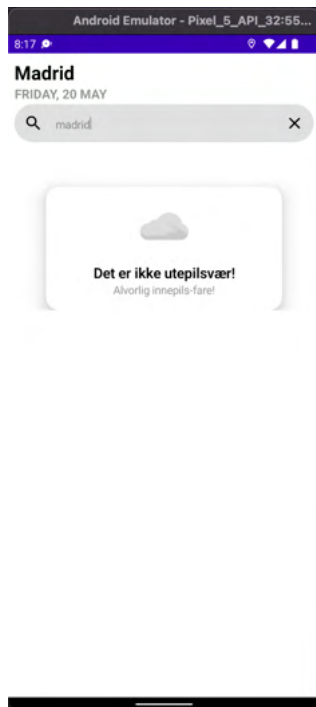 Android Emulator - Pixel_5_API_32:55...
8:17
Madrid
FRIDAY, 20 MAY
madrid
Det er ikke utepilsvær!
Alvorlig innepils-fare!